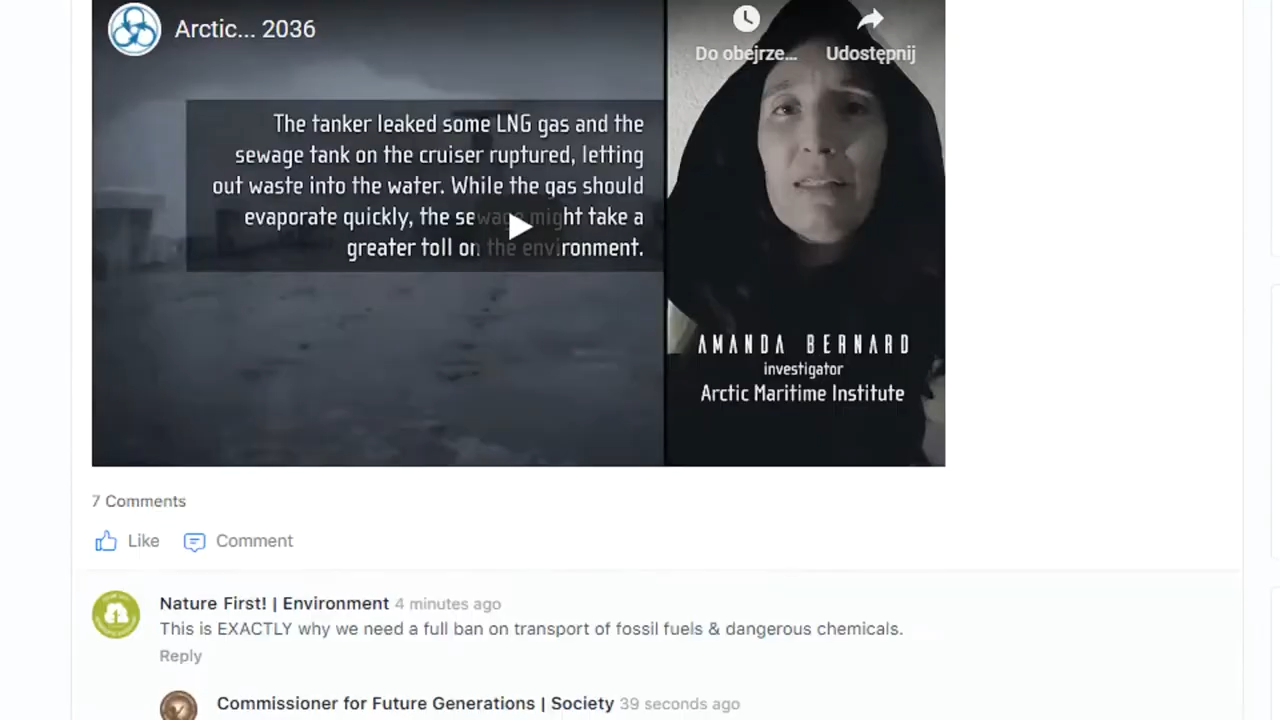 Arctic... 2036
Do obejrze...
Udostępnij
The tanker leaked some LNG gas and the
sewage tank on the cruiser ruptured, letting
out waste into the water. While the gas should
evaporate quickly, the sewage might take a
greater toll on the environment.
AMANDA BERNARD
investigator
Arctic Maritime Institute
7 Comments
Like
Comment
Nature First! | Environment 4 minutes ago
This is EXACTLY why we need a full ban on transport of fossil fuels & dangerous chemicals.
Reply
Commissioner for Future Generations | Society 39 seconds ago